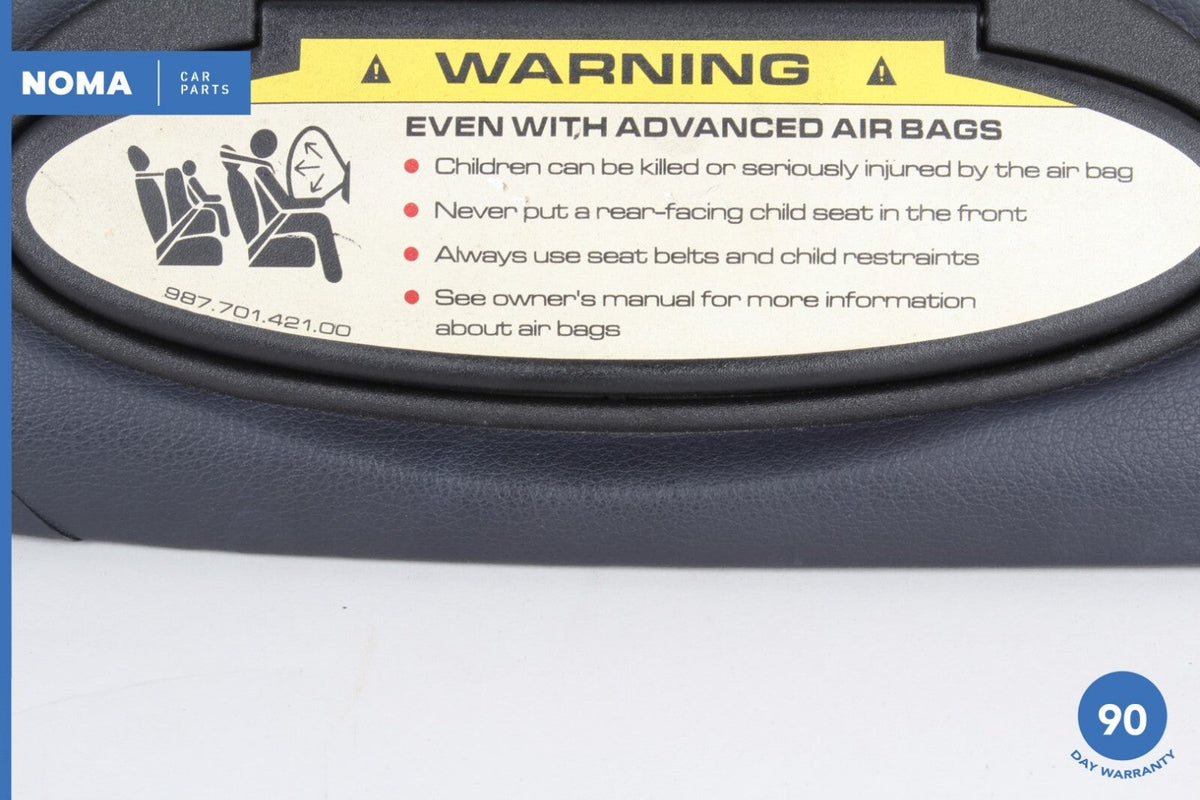 NOMA
CAR
PARTS
WARNING
EVEN WITH ADVANCED AIR BAGS
Children can be killed or seriously injured by the air bag
Never put a rear-facing child seat in the front
Always use seat belts and child restraints
See owner's manual for more information
about air bags
987.701.421.00
90
DAY WARRANTY